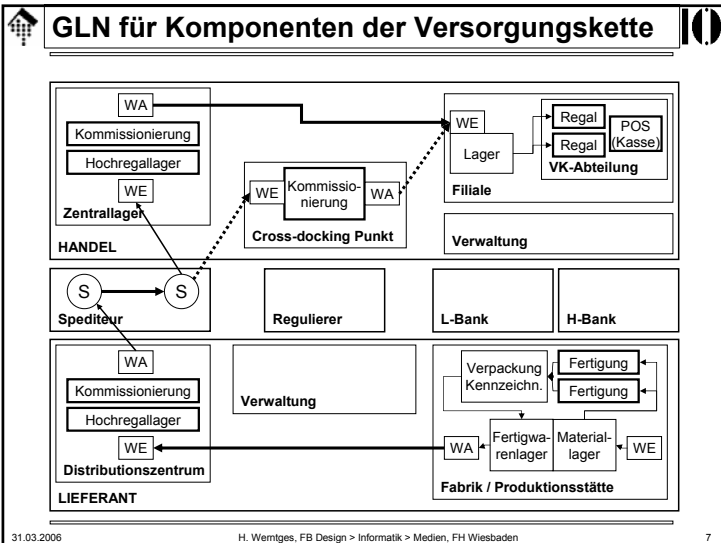 GLN für Komponenten der Versorgungskette
WA
Kommissionierung
Hochregallager
WE
Zentrallager
HANDEL
WE
Kommissio-
nierung
WA
Cross-docking Punkt
WE
Lager
Regal
Regal
POS
(Kasse)
VK-Abteilung
Filiale
Verwaltung
S
S
Spediteur
Regulierer
L-Bank
H-Bank
WA
Kommissionierung
Hochregallager
WE
Distributionszentrum
LIEFERANT
Verwaltung
Verpackung
Kennzeichn.
Fertigung
Fertigung
WA
Fertigwa-
renlager
Material-
lager
WE
Fabrik / Produktionsstätte
31.03.2006
H. Werntges, FB Design > Informatik > Medien, FH Wiesbaden
7